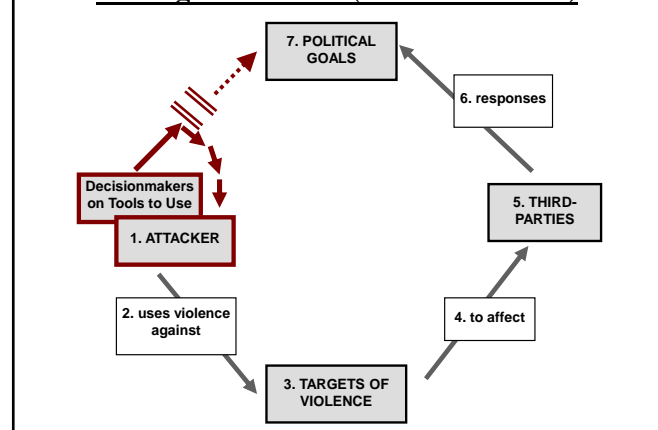 7. POLITICAL
GOALS
6. responses
Decisionmakers
on Tools to Use
5. THIRD-
PARTIES
1. ATTACKER
2. uses violence
against
4. to affect
3. TARGETS OF
VIOLENCE